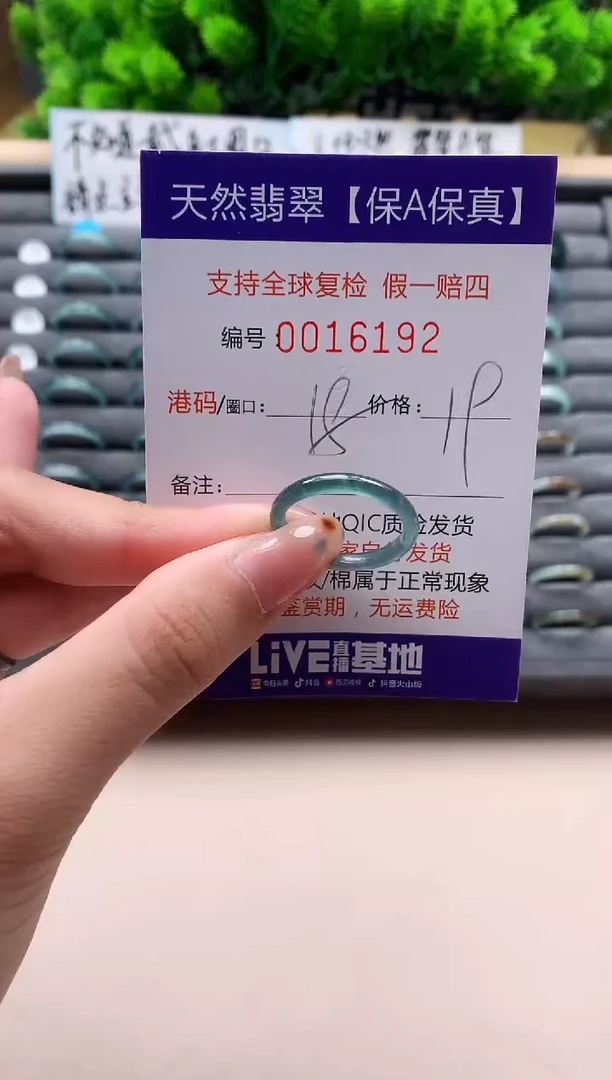 天然翡翠【保A保真】
支持全球复检 假一赔四
编号:0016192
港码/圈口: 18 价格: 19
备注:
QIC质检发货
发货
/棉属于正常现象
鉴赏期，无运费险
LiVE直播基地
今日头条 抖音 西瓜视频 抖音火山版